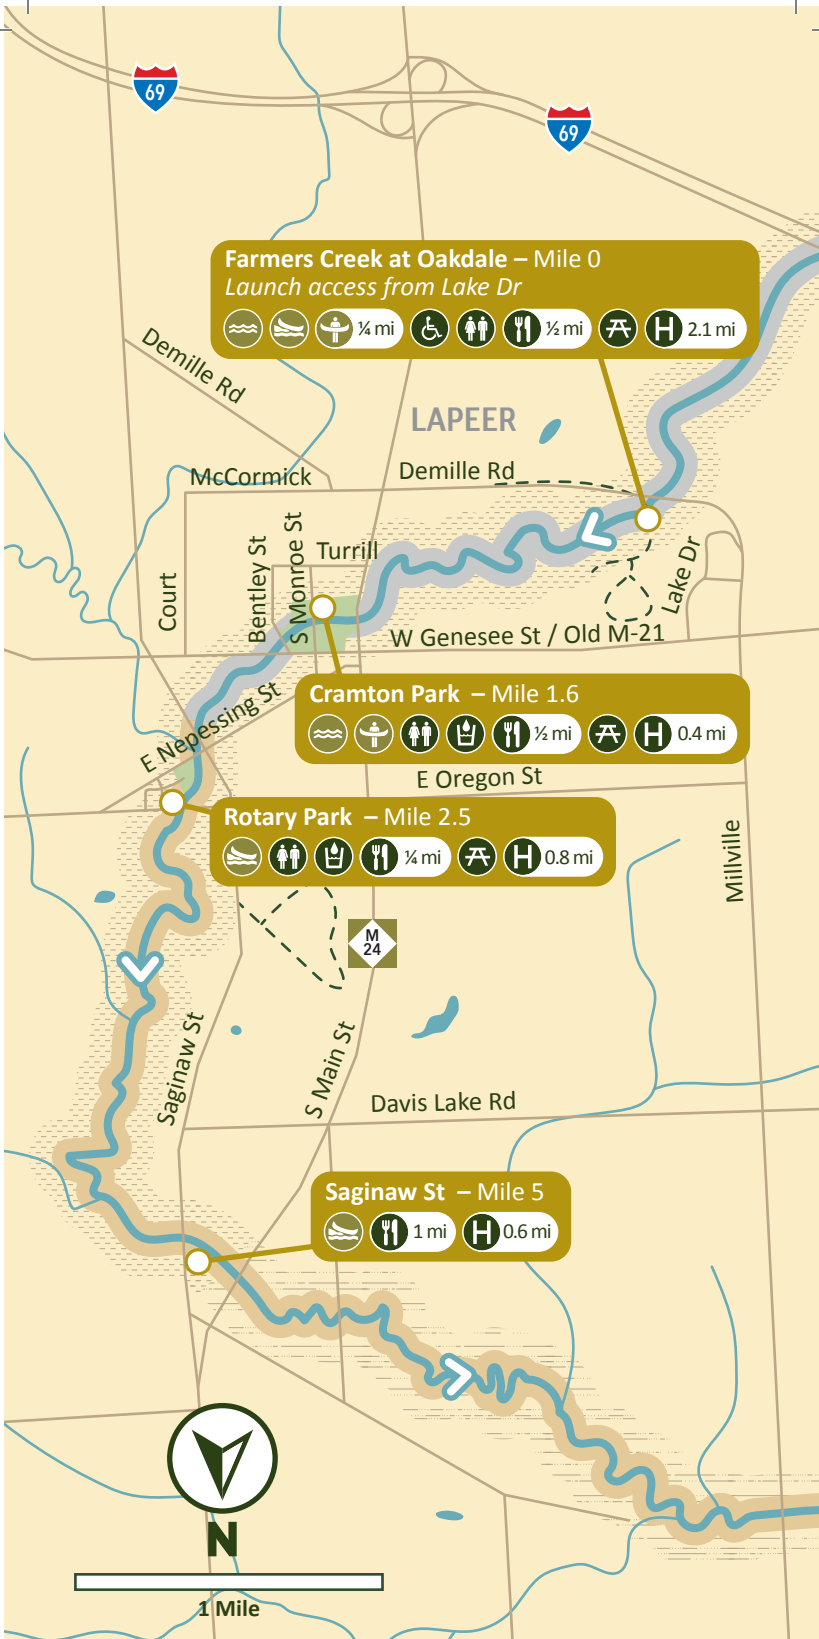 69
69
Farmers Creek at Oakdale – Mile 0
Launch access from Lake Dr
¼ mi
½ mi
H 2.1 mi
Demille Rd
LAPEER
McCormick
Demille Rd
Bentley St
S Monroe St
Turrill
Court
Lake Dr
W Genesee St / Old M-21
E Nepessing St
Cramton Park – Mile 1.6
½ mi
H 0.4 mi
E Oregon St
Rotary Park – Mile 2.5
¼ mi
H 0.8 mi
Millville
M
24
Saginaw St
S Main St
Davis Lake Rd
Saginaw St – Mile 5
1 mi
H 0.6 mi
N
1 Mile